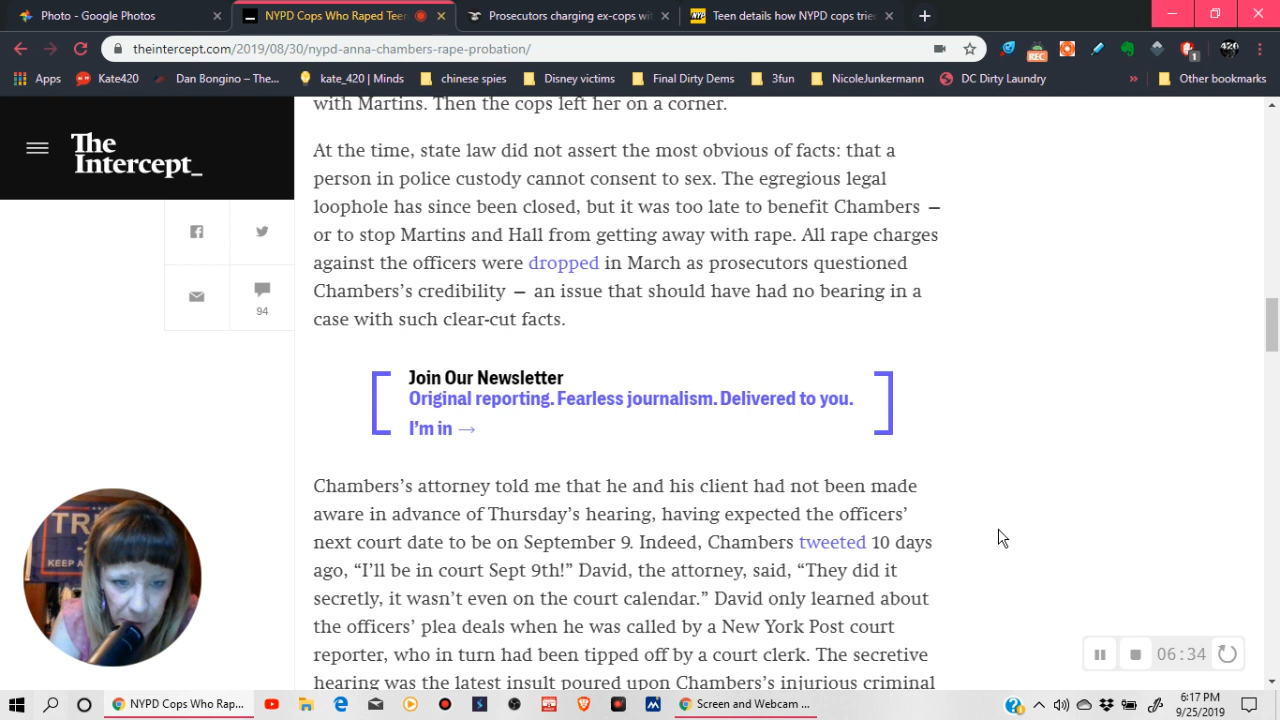 Photo - Google Photos
NYPD Cops Who Raped Teen
Prosecutors charging ex-cops wit
NYP
Teen details how NYPD cops tried
theintercept.com/2019/08/30/nypd-anna-chambers-rape-probation/
REC
420
1
Apps
Kate420
Dan Bongino – The...
kate_420 | Minds
chinese spies
Disney victims
Final Dirty Dems
3fun
NicoleJunkermann
DC Dirty Laundry
»
Other bookmarks
The
Intercept_
94
with Martins. Then the cops left her on a corner.
At the time, state law did not assert the most obvious of facts: that a
person in police custody cannot consent to sex. The egregious legal
loophole has since been closed, but it was too late to benefit Chambers —
or to stop Martins and Hall from getting away with rape. All rape charges
against the officers were dropped in March as prosecutors questioned
Chambers’s credibility — an issue that should have had no bearing in a
case with such clear-cut facts.
Join Our Newsletter
Original reporting. Fearless journalism. Delivered to you.
I’m in →
Chambers’s attorney told me that he and his client had not been made
aware in advance of Thursday’s hearing, having expected the officers’
next court date to be on September 9. Indeed, Chambers tweeted 10 days
ago, “I’ll be in court Sept 9th!” David, the attorney, said, “They did it
secretly, it wasn’t even on the court calendar.” David only learned about
the officers’ plea deals when he was called by a New York Post court
reporter, who in turn had been tipped off by a court clerk. The secretive
hearing was the latest insult poured upon Chambers’s injurious criminal
TR
KEEP A
06:34
NYPD Cops Who Rap...
Screen and Webcam ...
6:17 PM
9/25/2019